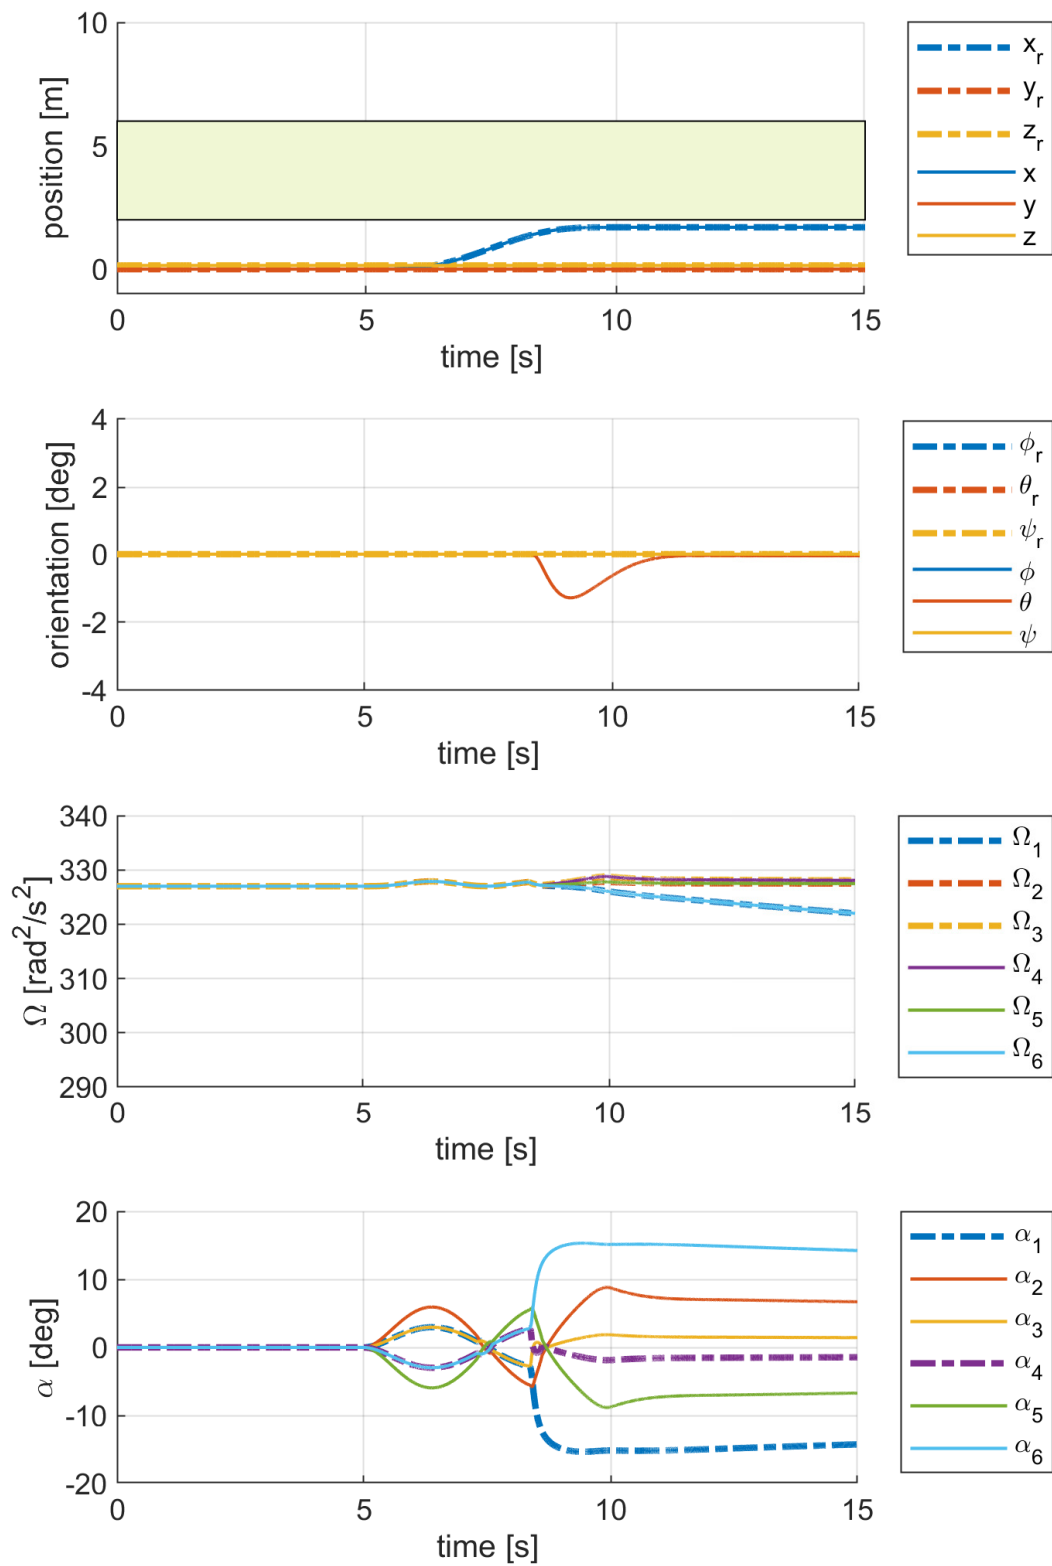 10
5
0
position [m]
0 5 10 15
time [s]
x_r
y_r
z_r
x
y
z
4
2
0
-2
-4
orientation [deg]
0 5 10 15
time [s]
ϕ_r
θ_r
ψ_r
ϕ
θ
ψ
340
330
320
310
300
290
Ω [rad²/s²]
0 5 10 15
time [s]
Ω_1
Ω_2
Ω_3
Ω_4
Ω_5
Ω_6
20
10
0
-10
-20
α [deg]
0 5 10 15
time [s]
α_1
α_2
α_3
α_4
α_5
α_6